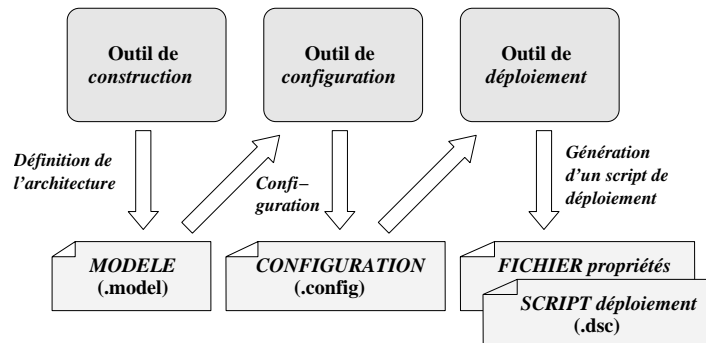 Outil de
construction
Outil de
configuration
Outil de
déploiement
Définition de
l'architecture
Confi–
guration
Génération
d'un script de
déploiement
MODELE
(.model)
CONFIGURATION
(.config)
FICHIER propriétés
SCRIPT déploiement
(.dsc)